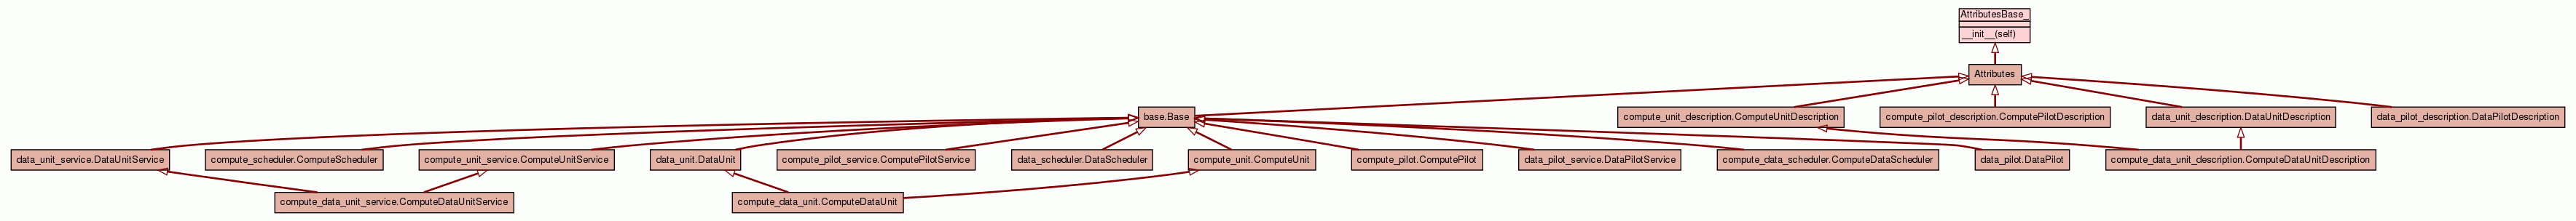 AttributesBase_
__init__(self)
Attributes
base.Base
compute_unit_description.ComputeUnitDescription
compute_pilot_description.ComputePilotDescription
data_unit_description.DataUnitDescription
data_pilot_description.DataPilotDescription
data_unit_service.DataUnitService
compute_scheduler.ComputeScheduler
compute_unit_service.ComputeUnitService
data_unit.DataUnit
compute_pilot_service.ComputePilotService
data_scheduler.DataScheduler
compute_unit.ComputeUnit
compute_pilot.ComputePilot
data_pilot_service.DataPilotService
compute_data_scheduler.ComputeDataScheduler
data_pilot.DataPilot
compute_data_unit_description.ComputeDataUnitDescription
compute_data_unit_service.ComputeDataUnitService
compute_data_unit.ComputeDataUnit